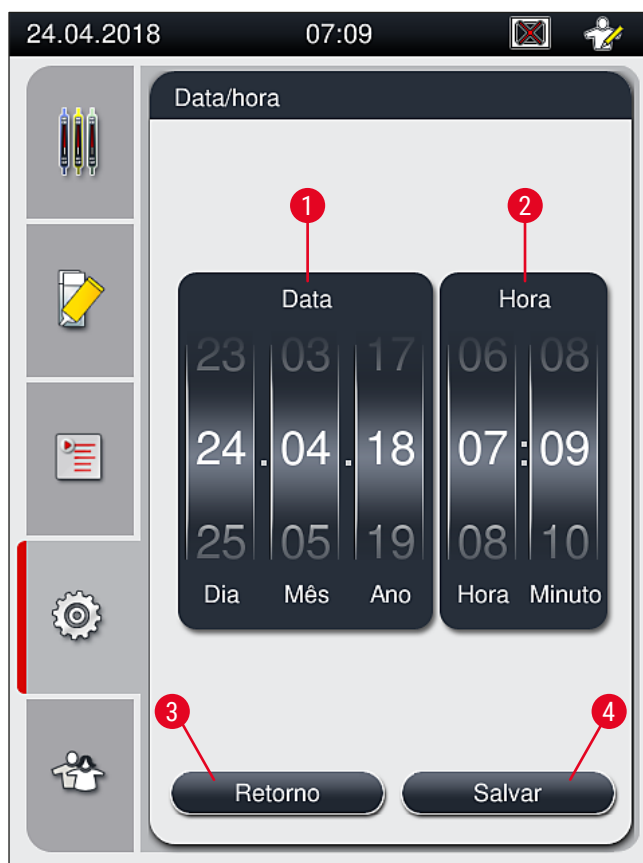 24.04.2018 07:09
Data/hora
1 2
Data Hora
23 03 17 06 08
24 . 04 . 18 07 : 09
25 05 19 08 10
Dia Mês Ano Hora Minuto
3 4
Retorno Salvar